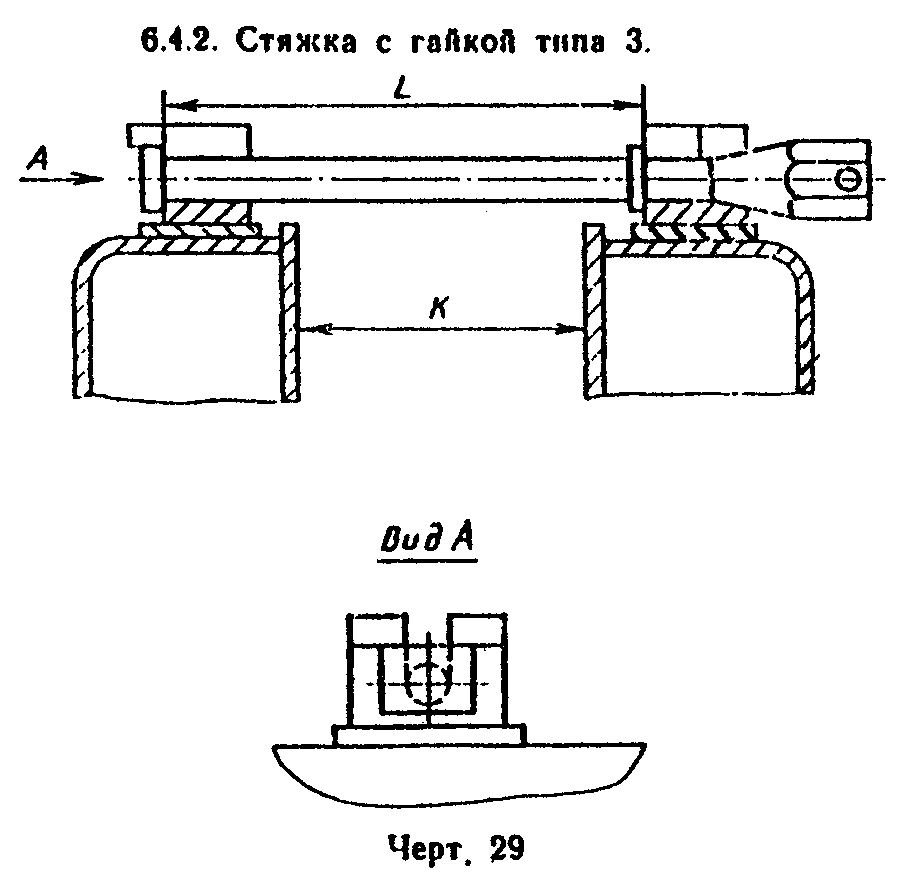 6.4.2. Стяжка с гайкой типа 3.
L
A
K
Вид А
Черт. 29